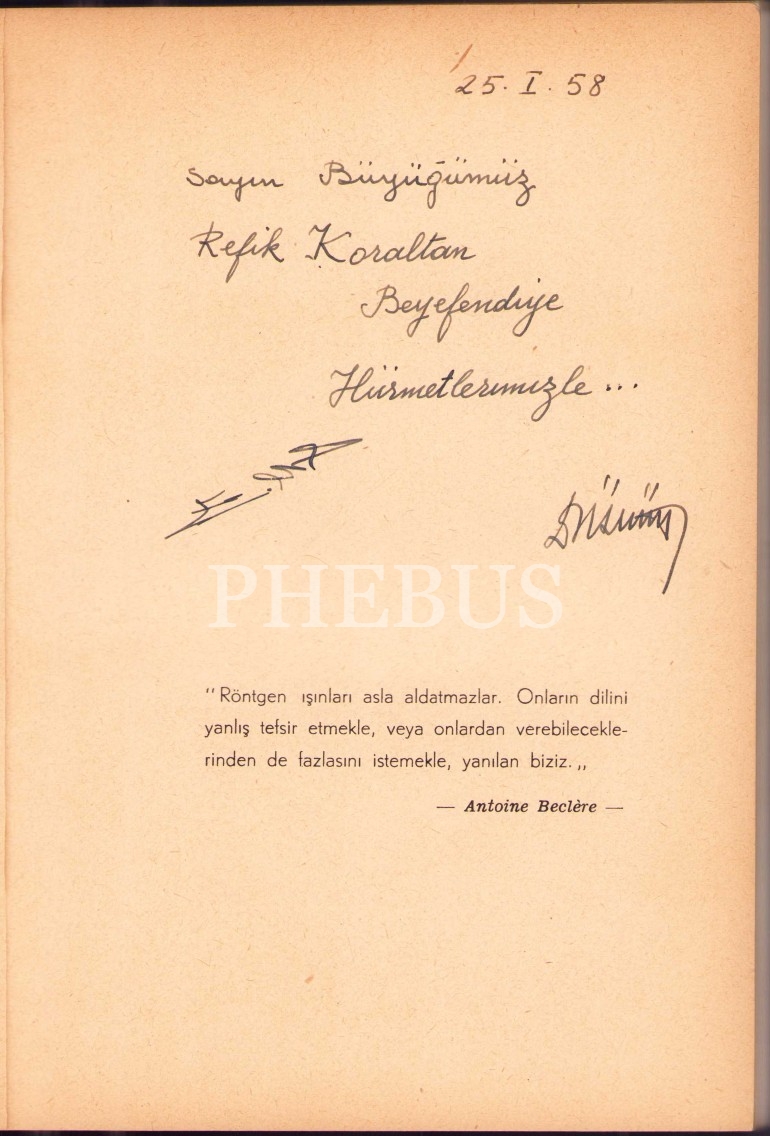 25. I. 58
Sayın Büyüğümüz
Refik Koraltan
Beyefendiye
Hürmetlerimizle ...
PHEBUS
"Röntgen ışınları asla aldatmazlar. Onların dilini
yanlış tefsir etmekle, veya onlardan verebilecekle-
rinden de fazlasını istemekle, yanılan biziz.„
— Antoine Beclère —